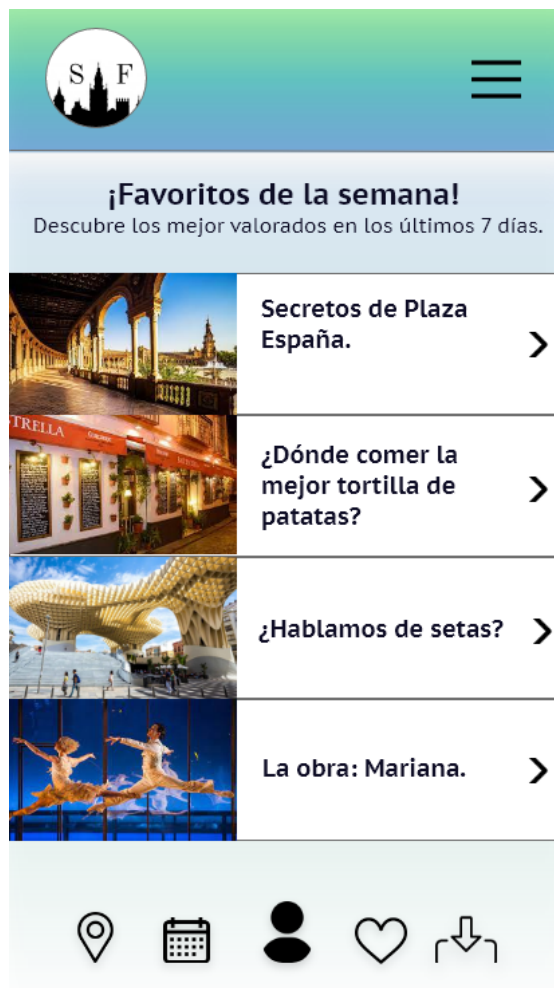 S F
¡Favoritos de la semana!
Descubre los mejor valorados en los últimos 7 días.
Secretos de Plaza
España.
TRELLA
¿Dónde comer la
mejor tortilla de
patatas?
¿Hablamos de setas?
La obra: Mariana.